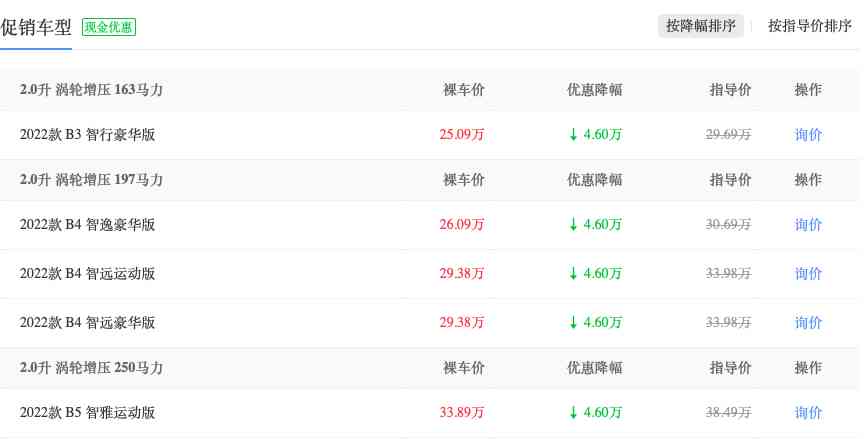 促销车型 现金优惠 按降幅排序 按指导价排序
2.0升 涡轮增压 163马力 裸车价 优惠降幅 指导价 操作
2022款 B3 智行豪华版 25.09万 ↓ 4.60万 29.69万 询价
2.0升 涡轮增压 197马力 裸车价 优惠降幅 指导价 操作
2022款 B4 智逸豪华版 26.09万 ↓ 4.60万 30.69万 询价
2022款 B4 智远运动版 29.38万 ↓ 4.60万 33.98万 询价
2022款 B4 智远豪华版 29.38万 ↓ 4.60万 33.98万 询价
2.0升 涡轮增压 250马力 裸车价 优惠降幅 指导价 操作
2022款 B5 智雅运动版 33.89万 ↓ 4.60万 38.49万 询价